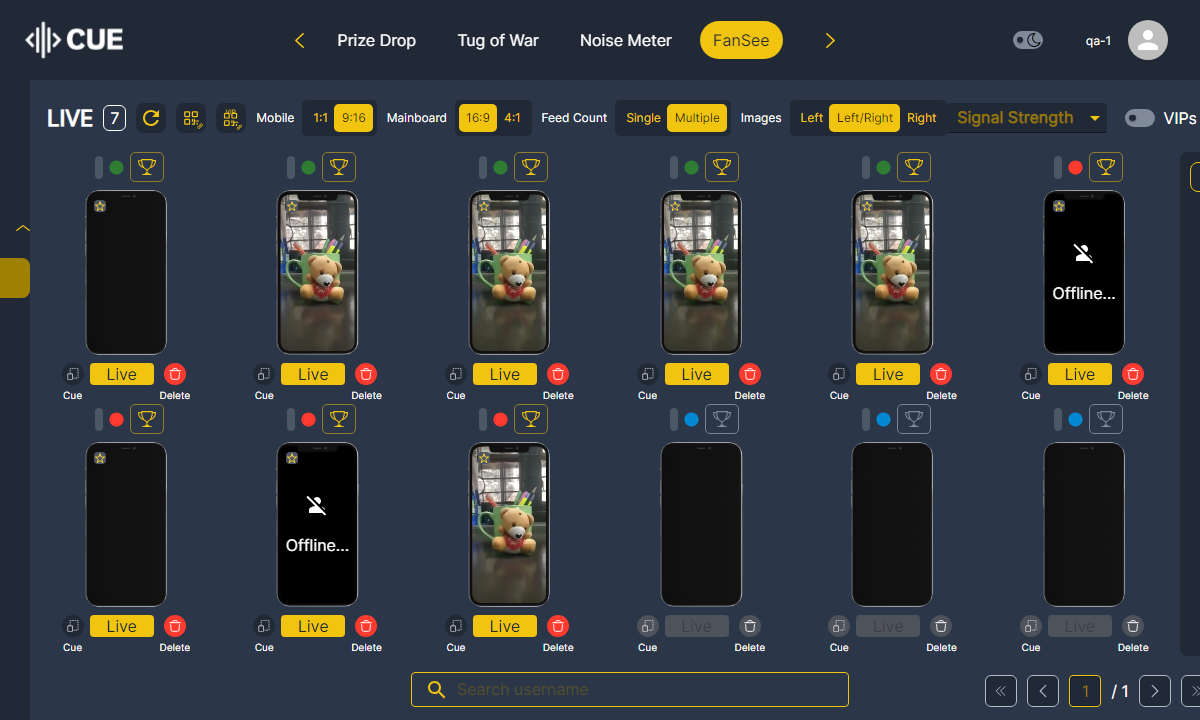 CUE
Prize Drop
Tug of War
Noise Meter
FanSee
qa-1
LIVE 7
VIP
Mobile 1:1 9:16
Mainboard 16:9 4:1
Feed Count Single Multiple
Images Left Left/Right Right
Signal Strength
VIPs
Offline...
Live Live Live Live Live Live
Cue Delete Cue Delete Cue Delete Cue Delete Cue Delete Cue Delete
Offline...
Live Live Live Live Live Live
Cue Delete Cue Delete Cue Delete Cue Delete Cue Delete Cue Delete
Search username
1 / 1